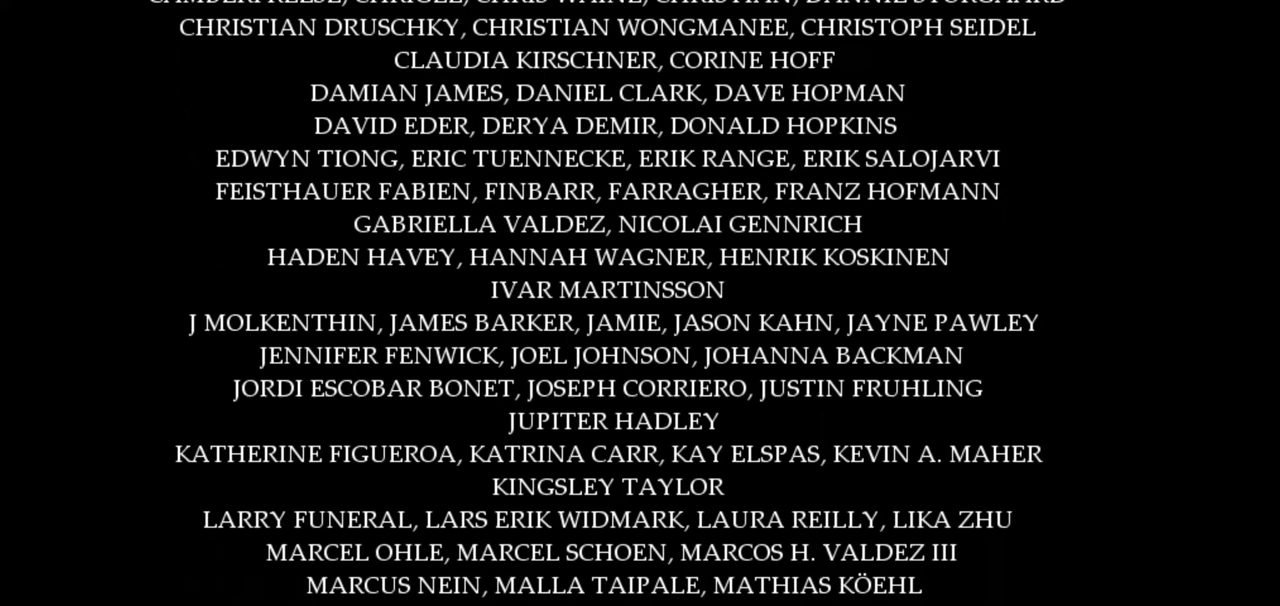 CHRISTIAN DRUSCHKY, CHRISTIAN WONGMANEE, CHRISTOPH SEIDEL
CLAUDIA KIRSCHNER, CORINE HOFF
DAMIAN JAMES, DANIEL CLARK, DAVE HOPMAN
DAVID EDER, DERYA DEMIR, DONALD HOPKINS
EDWYN TIONG, ERIC TUENNECKE, ERIK RANGE, ERIK SALOJARVI
FEISTHAUER FABIEN, FINBARR, FARRAGHER, FRANZ HOFMANN
GABRIELLA VALDEZ, NICOLAI GENNRICH
HADEN HAVEY, HANNAH WAGNER, HENRIK KOSKINEN
IVAR MARTINSSON
J MOLKENTHIN, JAMES BARKER, JAMIE, JASON KAHN, JAYNE PAWLEY
JENNIFER FENWICK, JOEL JOHNSON, JOHANNA BACKMAN
JORDI ESCOBAR BONET, JOSEPH CORRIERO, JUSTIN FRUHLING
JUPITER HADLEY
KATHERINE FIGUEROA, KATRINA CARR, KAY ELSPAS, KEVIN A. MAHER
KINGSLEY TAYLOR
LARRY FUNERAL, LARS ERIK WIDMARK, LAURA REILLY, LIKA ZHU
MARCEL OHLE, MARCEL SCHOEN, MARCOS H. VALDEZ III
MARCUS NEIN, MALLA TAIPALE, MATHIAS KÖEHL